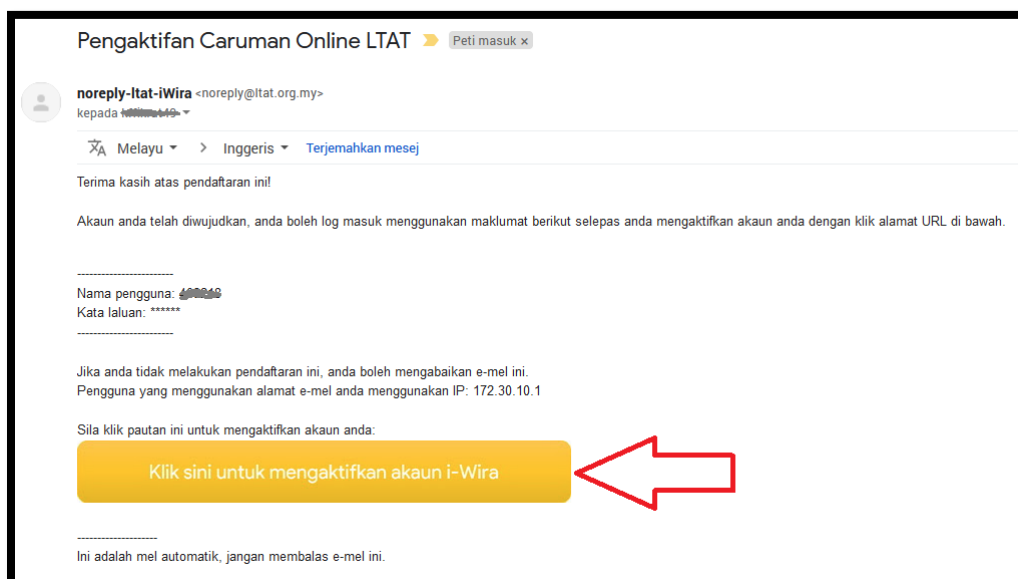 Pengaktifan Caruman Online LTAT Peti masuk x
noreply-ltat-iWira <noreply@ltat.org.my>
kepada
Melayu > Inggeris Terjemahkan mesej
Terima kasih atas pendaftaran ini!
Akaun anda telah diwujudkan, anda boleh log masuk menggunakan maklumat berikut selepas anda mengaktifkan akaun anda dengan klik alamat URL di bawah.
------------------------
Nama pengguna:
Kata laluan: ******
------------------------
Jika anda tidak melakukan pendaftaran ini, anda boleh mengabaikan e-mel ini.
Pengguna yang menggunakan alamat e-mel anda menggunakan IP: 172.30.10.1
Sila klik pautan ini untuk mengaktifkan akaun anda:
Klik sini untuk mengaktifkan akaun i-Wira
--------------------
Ini adalah mel automatik, jangan membalas e-mel ini.